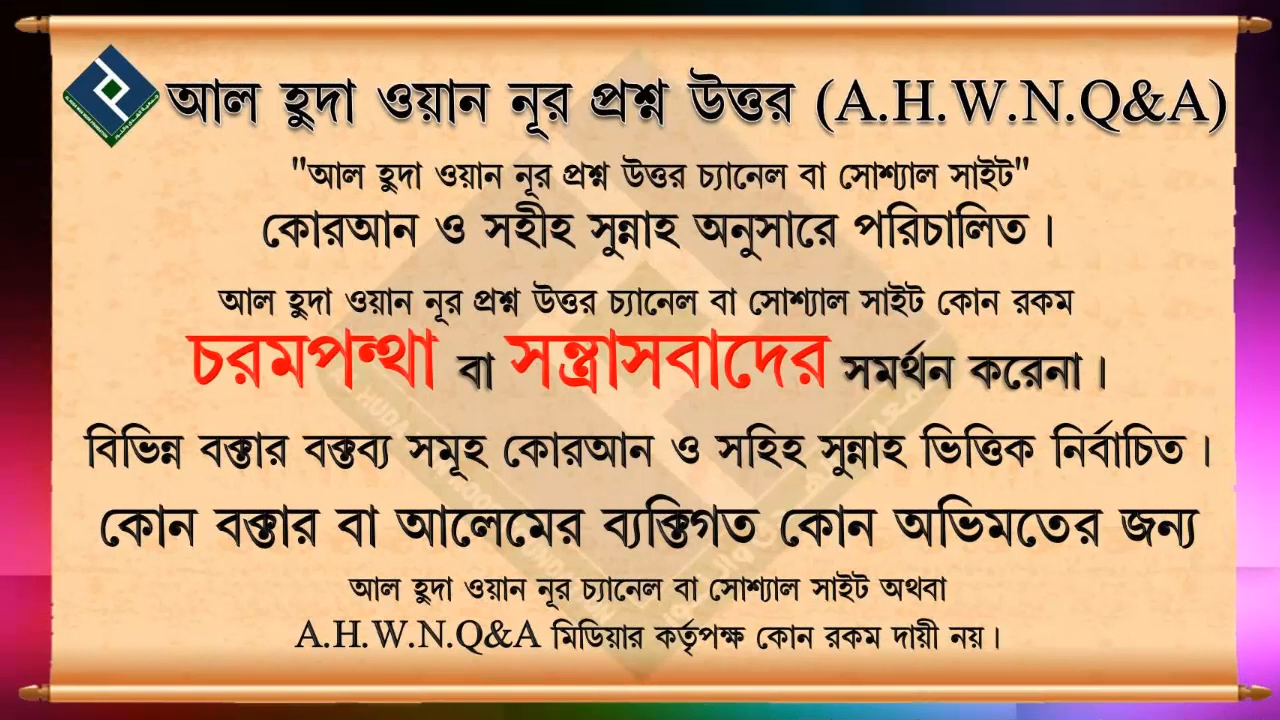 আল হুদা ওয়ান নূর প্রশ্ন উত্তর (A.H.W.N.Q&A)
"আল হুদা ওয়ান নূর প্রশ্ন উত্তর চ্যানেল বা সোশ্যাল সাইট"
কোরআন ও সহীহ সুন্নাহ অনুসারে পরিচালিত।
আল হুদা ওয়ান নূর প্রশ্ন উত্তর চ্যানেল বা সোশ্যাল সাইট কোন রকম
চরমপন্থা বা সন্ত্রাসবাদের সমর্থন করেনা।
বিভিন্ন বক্তার বক্তব্য সমূহ কোরআন ও সহিহ সুন্নাহ ভিত্তিক নির্বাচিত।
কোন বক্তার বা আলেমের ব্যক্তিগত কোন অভিমতের জন্য
আল হুদা ওয়ান নূর চ্যানেল বা সোশ্যাল সাইট অথবা
A.H.W.N.Q&A মিডিয়ার কর্তৃপক্ষ কোন রকম দায়ী নয়।